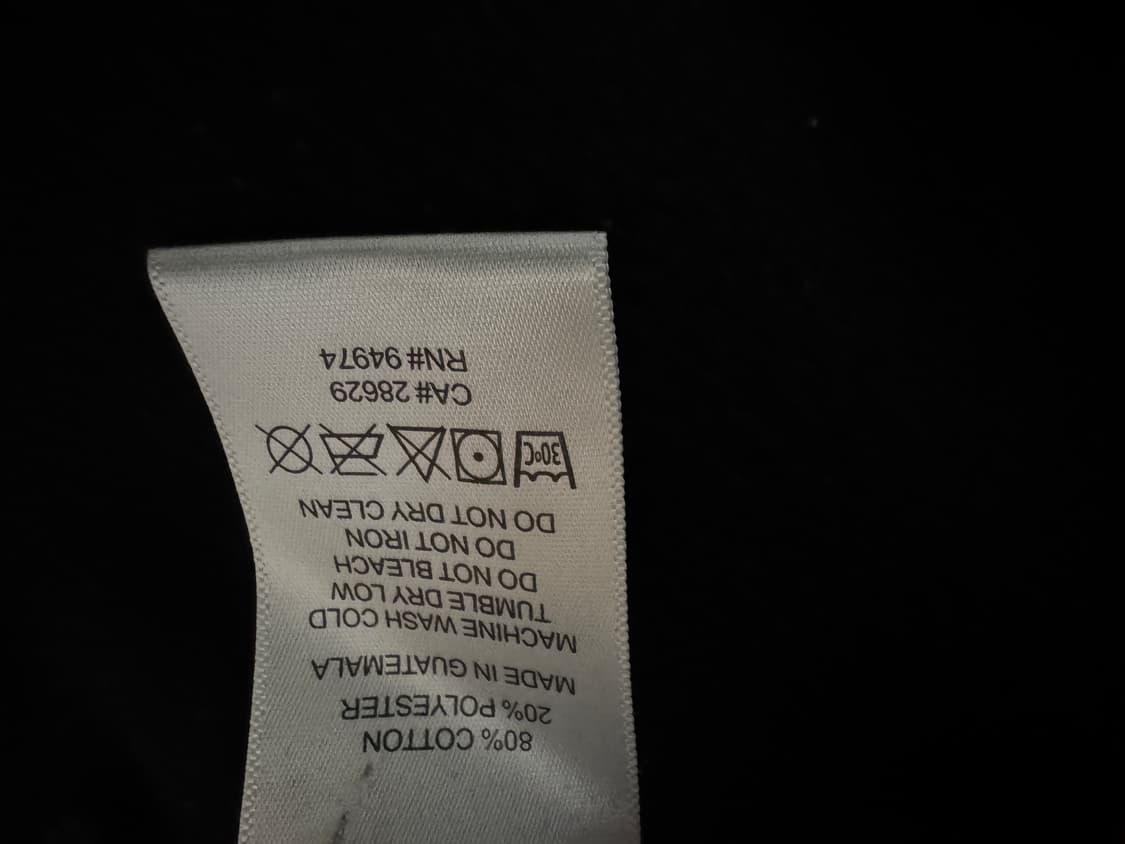 80% COTTON
20% POLYESTER
MADE IN GUATEMALA
MACHINE WASH COLD
TUMBLE DRY LOW
DO NOT BLEACH
DO NOT IRON
DO NOT DRY CLEAN
30°C
CA# 28629
RN# 94974